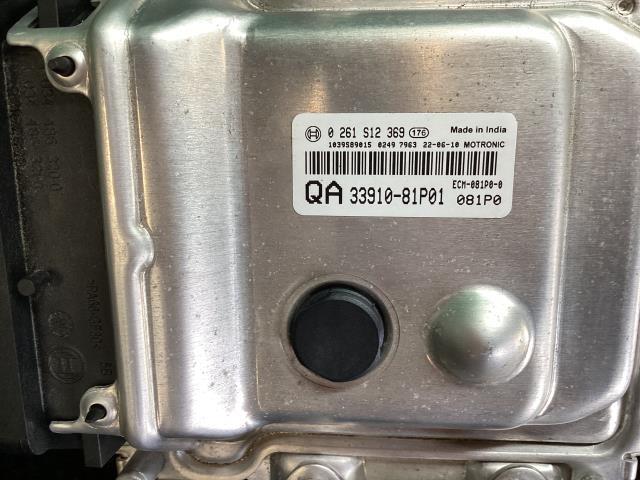 0 261 S12 369 176 Made in India
1039S89015 0249 7963 22-06-10 MOTRONIC
ECM-081P0-0
QA 33910-81P01 081P0